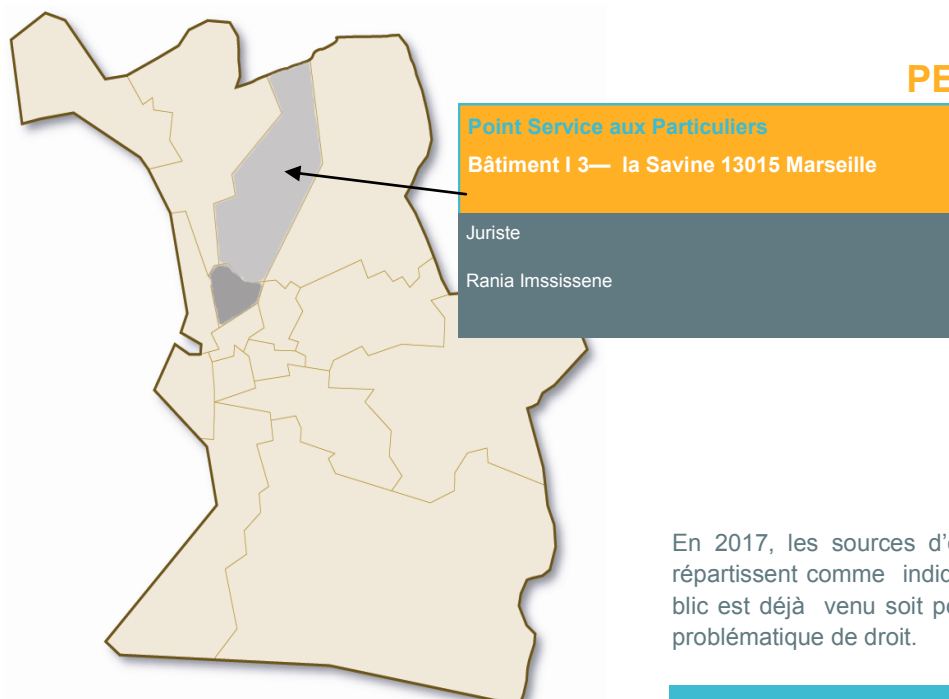 PE
Point Service aux Particuliers
Bâtiment I 3— la Savine 13015 Marseille
Juriste
Rania Imssissene
En 2017, les sources d’
répartissent comme indic
blic est déjà venu soit pe
problématique de droit.